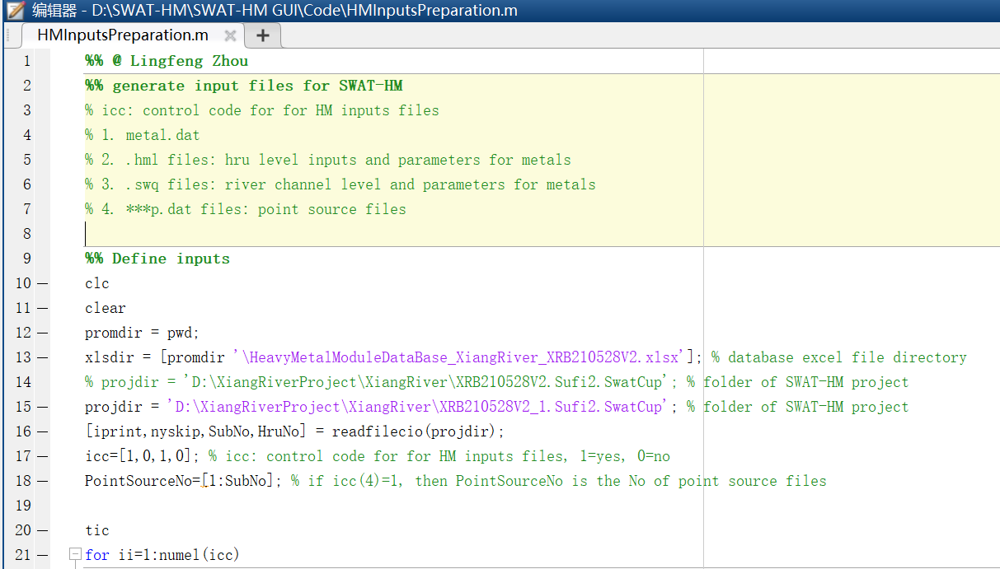 编辑器 - D:\SWAT-HM\SWAT-HM GUI\Code\HMInputsPreparation.m
HMInputsPreparation.m
1 %% @ Lingfeng Zhou
2 %% generate input files for SWAT-HM
3 % icc: control code for for HM inputs files
4 % 1. metal.dat
5 % 2. .hml files: hru level inputs and parameters for metals
6 % 3. .swq files: river channel level and parameters for metals
7 % 4. ***p.dat files: point source files
8
9 %% Define inputs
10 — clc
11 — clear
12 — promdir = pwd;
13 — xlsdir = [promdir '\HeavyMetalModuleDataBase_XiangRiver_XRB210528V2.xlsx']; % database excel file directory
14 % projdir = 'D:\XiangRiverProject\XiangRiver\XRB210528V2.Sufi2.SwatCup'; % folder of SWAT-HM project
15 — projdir = 'D:\XiangRiverProject\XiangRiver\XRB210528V2_1.Sufi2.SwatCup'; % folder of SWAT-HM project
16 — [iprint,nyskip,SubNo,HruNo] = readfilecio(projdir);
17 — icc=[1,0,1,0]; % icc: control code for for HM inputs files, 1=yes, 0=no
18 — PointSourceNo=[1:SubNo]; % if icc(4)=1, then PointSourceNo is the No of point source files
19
20 — tic
21 — for ii=1:numel(icc)